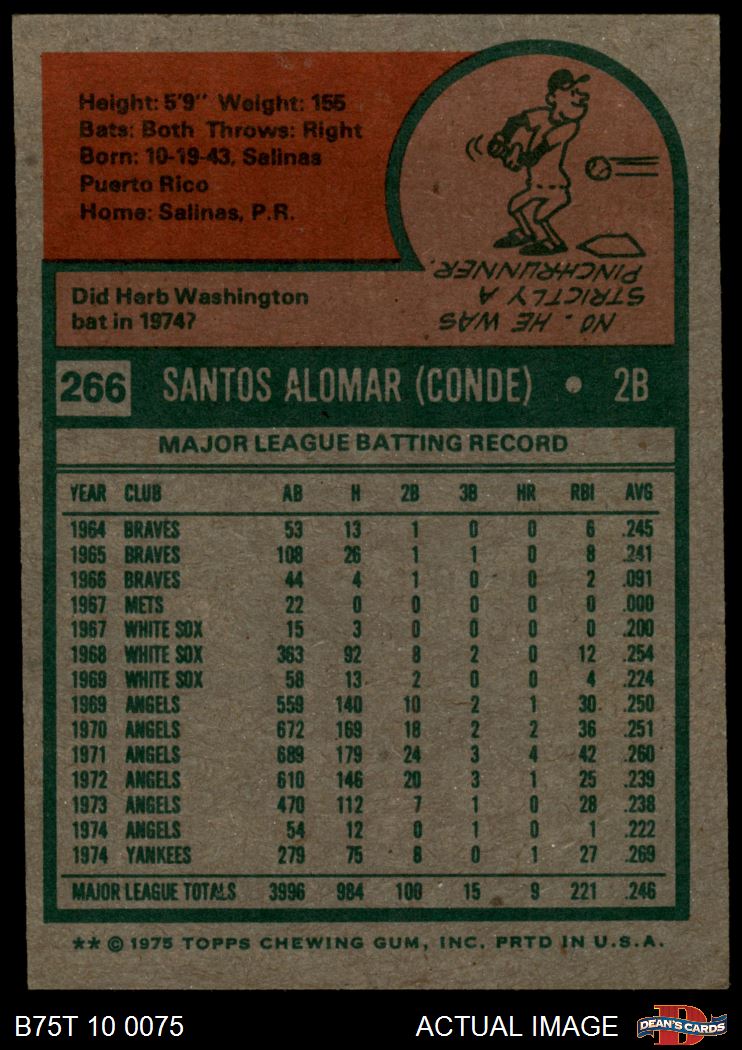 Height: 5'9" Weight: 155
Bats: Both Throws: Right
Born: 10-19-43, Salinas
Puerto Rico
Home: Salinas, P.R.
Did Herb Washington
bat in 1974?
NO. HE WAS
STRICTLY A
PINCH-RUNNER.
266 SANTOS ALOMAR (CONDE) • 2B
MAJOR LEAGUE BATTING RECORD
YEAR CLUB AB H 2B 3B HR RBI AVG
1964 BRAVES 53 13 1 0 0 6 .245
1965 BRAVES 108 26 1 1 0 8 .241
1966 BRAVES 44 4 1 0 0 2 .091
1967 METS 22 0 0 0 0 0 .000
1967 WHITE SOX 15 3 0 0 0 0 .200
1968 WHITE SOX 363 92 8 2 0 12 .254
1969 WHITE SOX 58 13 2 0 0 4 .224
1969 ANGELS 559 140 10 2 1 30 .250
1970 ANGELS 672 169 18 2 2 36 .251
1971 ANGELS 689 179 24 3 4 42 .260
1972 ANGELS 610 146 20 3 1 25 .239
1973 ANGELS 470 112 7 1 0 28 .238
1974 ANGELS 54 12 0 1 0 1 .222
1974 YANKEES 279 75 8 0 1 27 .269
MAJOR LEAGUE TOTALS 3996 984 100 15 9 221 .246
** © 1975 TOPPS CHEWING GUM, INC. PRTD IN U.S.A.
B75T 10 0075 ACTUAL IMAGE D DEAN'S CARDS